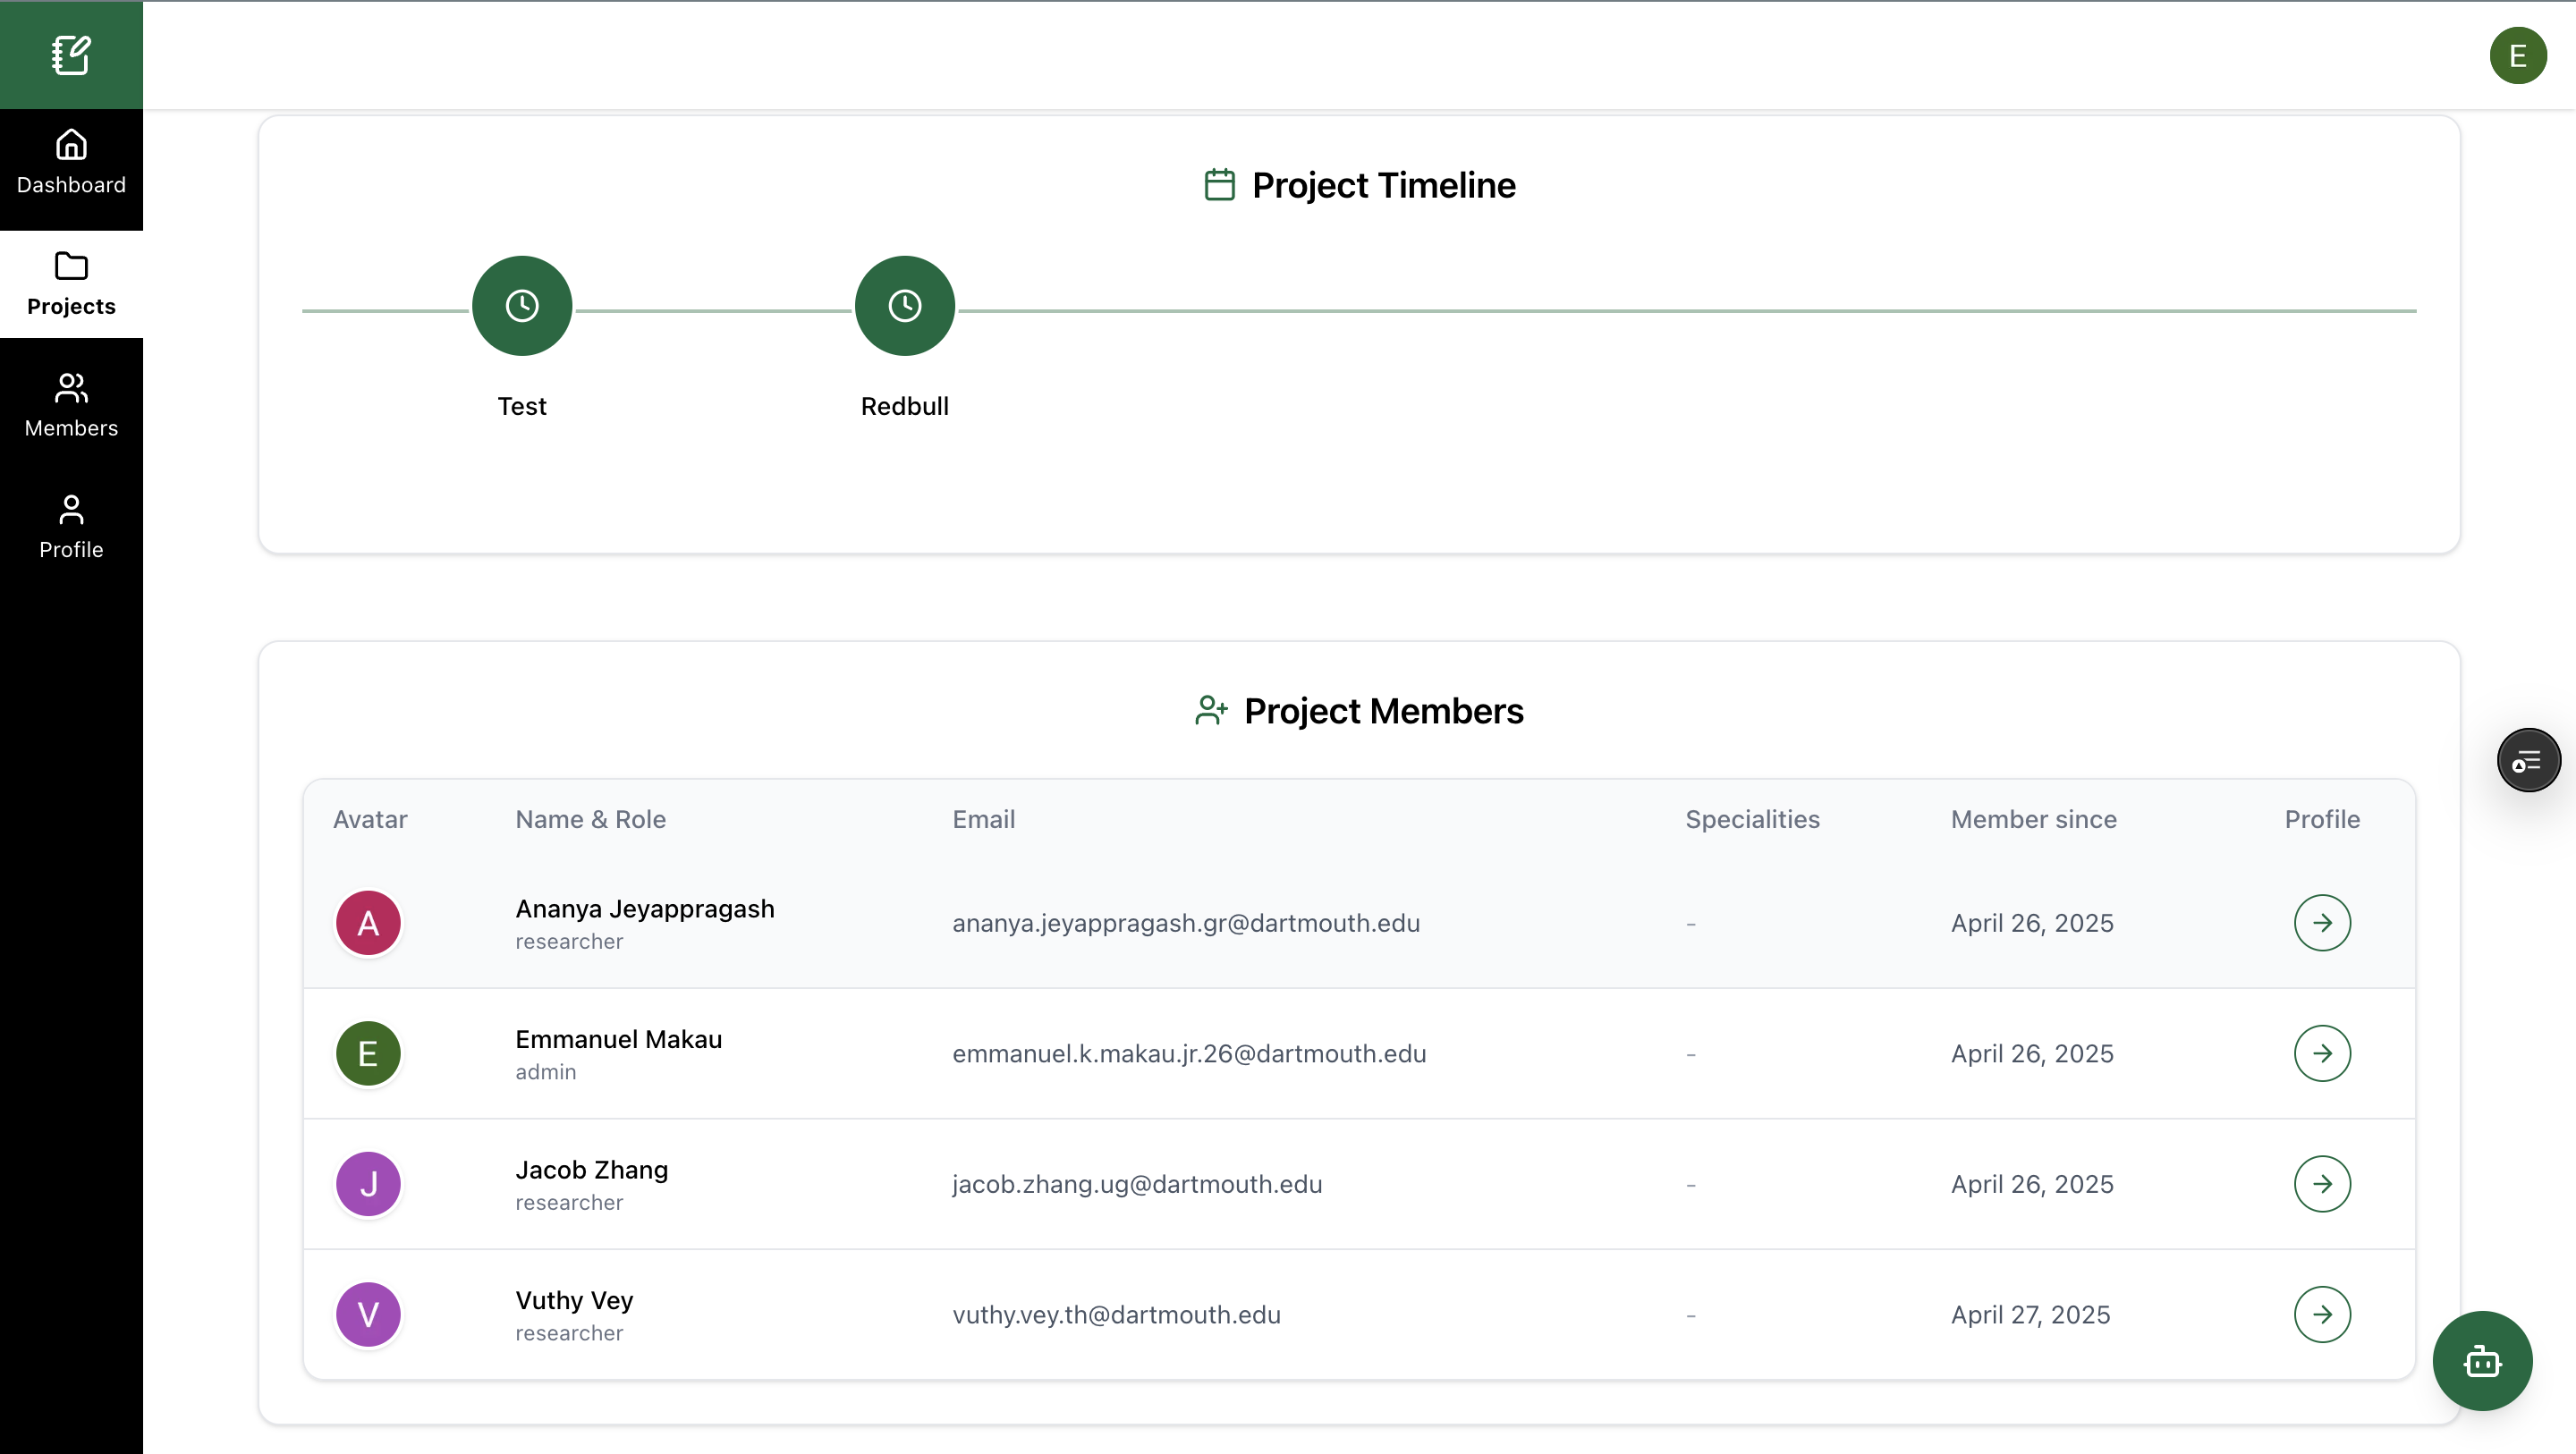 E
Dashboard
Projects
Members
Profile
Project Timeline
Test
Redbull
Project Members
Avatar Name & Role Email Specialities Member since Profile
A Ananya Jeyappragash ananya.jeyappragash.gr@dartmouth.edu - April 26, 2025
researcher
E Emmanuel Makau emmanuel.k.makau.jr.26@dartmouth.edu - April 26, 2025
admin
J Jacob Zhang jacob.zhang.ug@dartmouth.edu - April 26, 2025
researcher
V Vuthy Vey vuthy.vey.th@dartmouth.edu - April 27, 2025
researcher